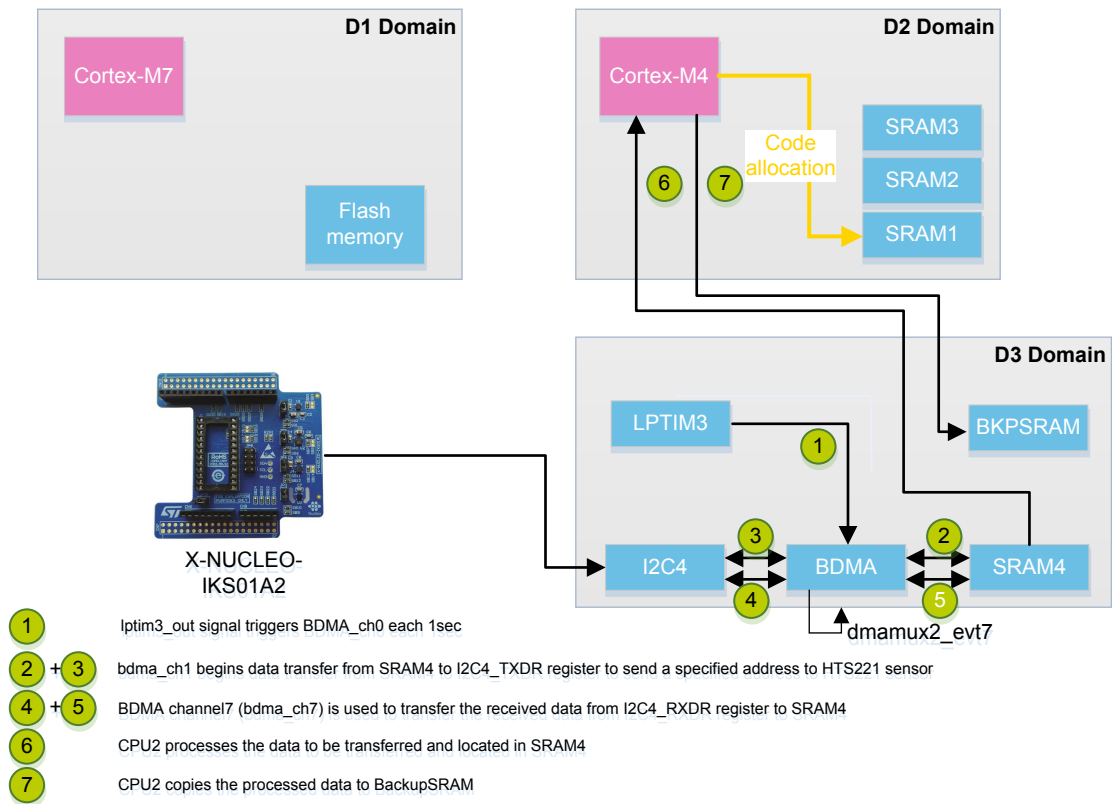 D1 Domain
Cortex-M7
Flash
memory
D2 Domain
Cortex-M4
Code
allocation
SRAM3
SRAM2
SRAM1
6
7
D3 Domain
LPTIM3
1
BKPSRAM
3
2
I2C4
BDMA
SRAM4
4
5
dmamux2_evt7
X-NUCLEO-
IKS01A2
1 lptim3_out signal triggers BDMA_ch0 each 1sec
2 + 3 bdma_ch1 begins data transfer from SRAM4 to I2C4_TXDR register to send a specified address to HTS221 sensor
4 + 5 BDMA channel7 (bdma_ch7) is used to transfer the received data from I2C4_RXDR register to SRAM4
6 CPU2 processes the data to be transferred and located in SRAM4
7 CPU2 copies the processed data to BackupSRAM